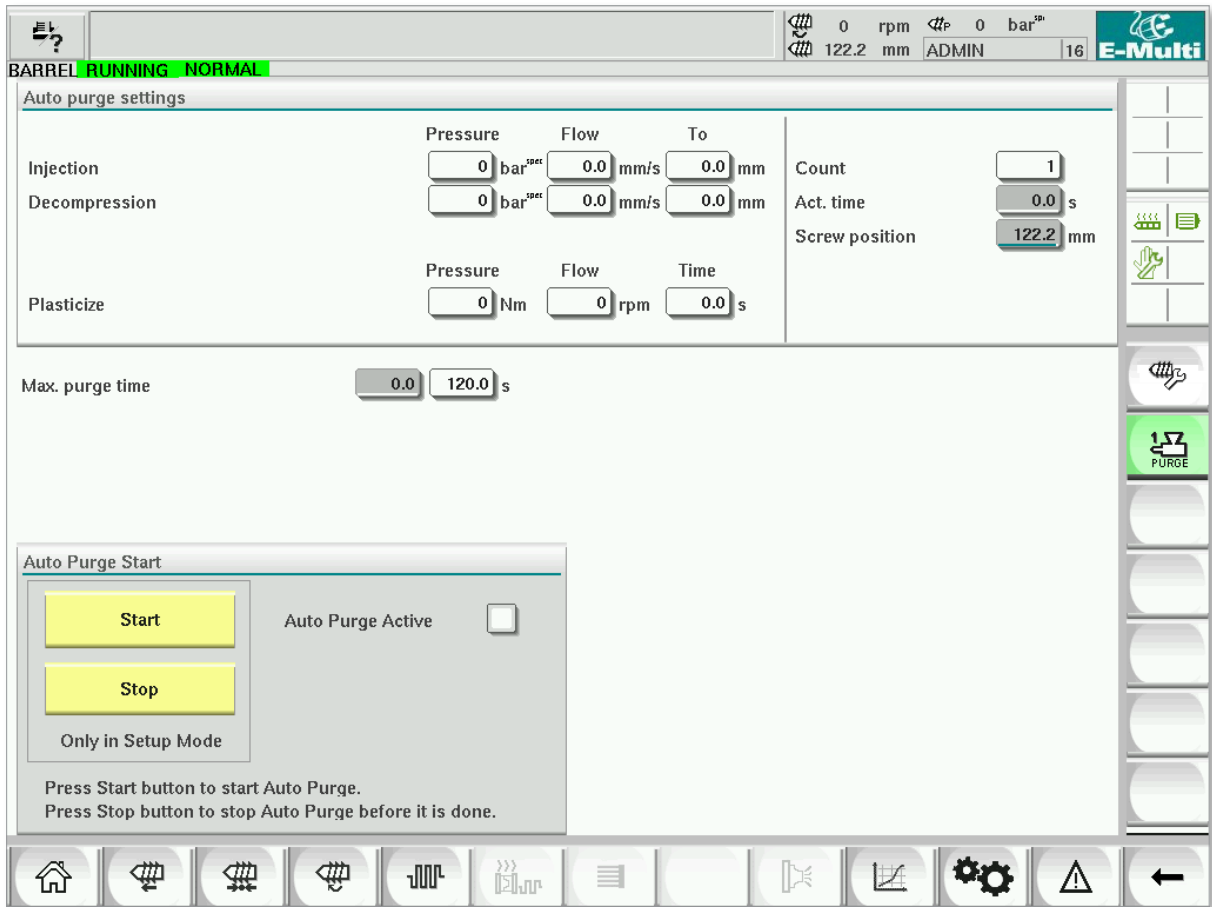 0 rpm P 0 bar spi
122.2 mm ADMIN 16 E-Multi
BARREL RUNNING NORMAL
Auto purge settings
Pressure Flow To
Injection 0 bar spec 0.0 mm/s 0.0 mm Count 1
Decompression 0 bar spec 0.0 mm/s 0.0 mm Act. time 0.0 s
Screw position 122.2 mm
Pressure Flow Time
Plasticize 0 Nm 0 rpm 0.0 s
Max. purge time 0.0 120.0 s
1
PURGE
Auto Purge Start
Start Auto Purge Active
Stop
Only in Setup Mode
Press Start button to start Auto Purge.
Press Stop button to stop Auto Purge before it is done.